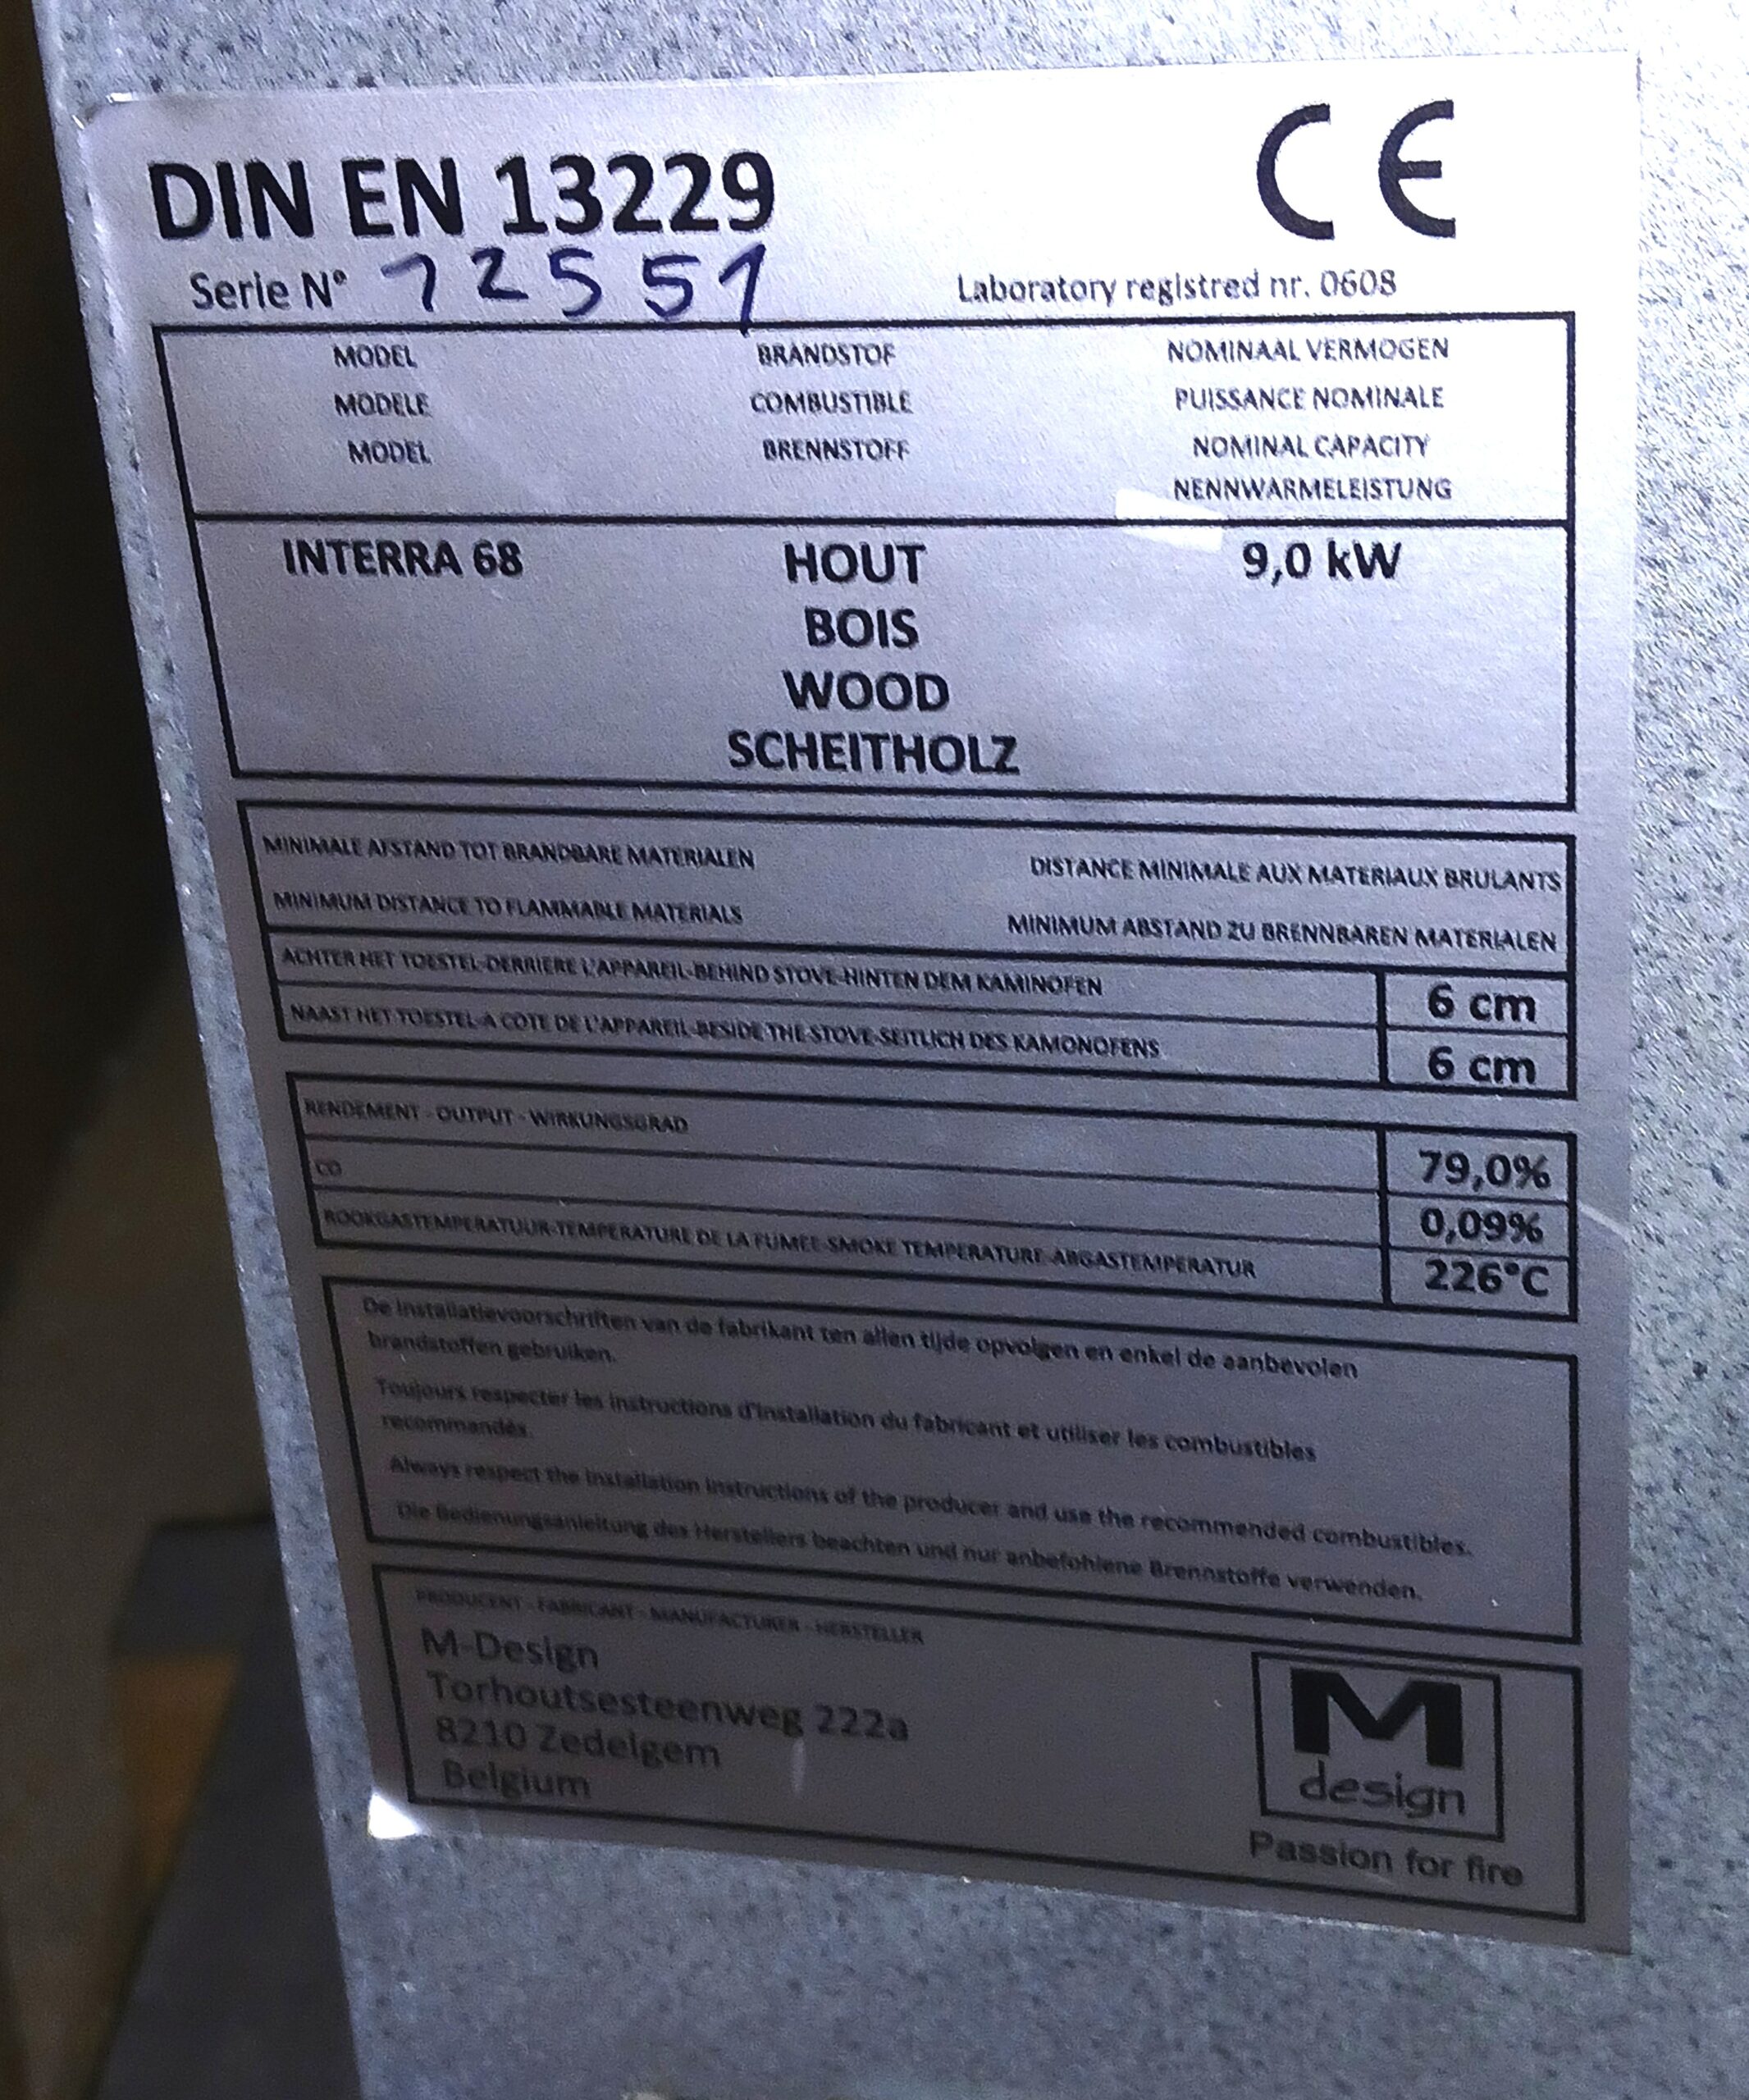 DIN EN 13229
CE
Serie N° 12551
Laboratory registred nr. 0608
MODEL BRANDSTOF NOMINAAL VERMOGEN
MODELE COMBUSTIBLE PUISSANCE NOMINALE
MODEL BRENNSTOFF NOMINAL CAPACITY
NENNWARMELEISTUNG
INTERRA 68 HOUT 9,0 kW
BOIS
WOOD
SCHEITHOLZ
MINIMALE AFSTAND TOT BRANDBARE MATERIALEN DISTANCE MINIMALE AUX MATERIAUX BRULANTS
MINIMUM DISTANCE TO FLAMMABLE MATERIALS MINIMUM ABSTAND ZU BRENNBAREN MATERIALEN
ACHTER HET TOESTEL-DERRIERE L'APPAREIL-BEHIND STOVE-HINTEN DEM KAMINOFEN 6 cm
NAAST HET TOESTEL-A COTE DE L'APPAREIL-BESIDE THE STOVE-SEITLICH DES KAMONOFENS 6 cm
RENDEMENT - OUTPUT - WIRKUNGSGRAD 79,0%
CO 0,09%
ROOKGASTEMPERATUUR-TEMPERATURE DE LA FUMEE-SMOKE TEMPERATURE-ABGASTEMPERATUR 226°C
De installatievoorschriften van de fabrikant ten allen tijde opvolgen en enkel de aanbevolen
brandstoffen gebruiken.
Toujours respecter les instructions d'installation du fabricant et utiliser les combustibles
recommandés.
Always respect the installation instructions of the producer and use the recommended combustibles.
Die Bedienungsanleitung des Herstellers beachten und nur anbefohlene Brennstoffe verwenden.
PRODUCENT - FABRICANT - MANUFACTURER - HERSTELLER
M-Design
Torhoutsesteenweg 222a
8210 Zedelgem
Belgium
M
design
Passion for fire